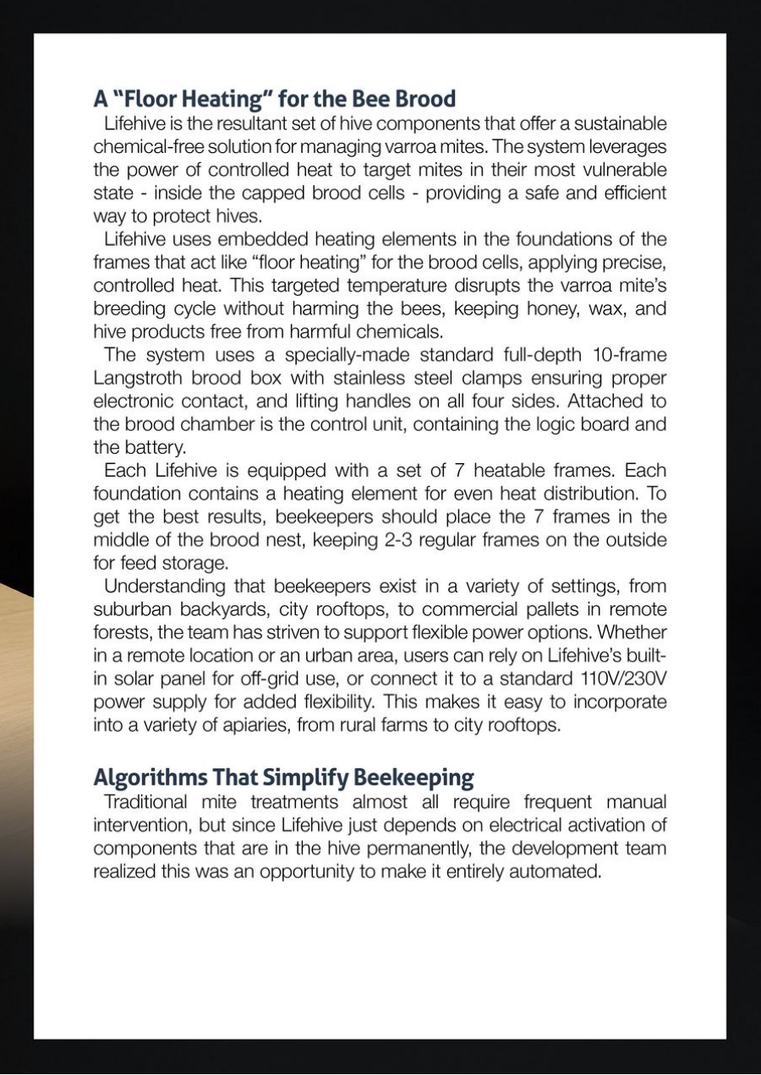 A “Floor Heating” for the Bee Brood
Lifehive is the resultant set of hive components that offer a sustainable
chemical-free solution for managing varroa mites. The system leverages
the power of controlled heat to target mites in their most vulnerable
state - inside the capped brood cells - providing a safe and efficient
way to protect hives.
Lifehive uses embedded heating elements in the foundations of the
frames that act like “floor heating” for the brood cells, applying precise,
controlled heat. This targeted temperature disrupts the varroa mite’s
breeding cycle without harming the bees, keeping honey, wax, and
hive products free from harmful chemicals.
The system uses a specially-made standard full-depth 10-frame
Langstroth brood box with stainless steel clamps ensuring proper
electronic contact, and lifting handles on all four sides. Attached to
the brood chamber is the control unit, containing the logic board and
the battery.
Each Lifehive is equipped with a set of 7 heatable frames. Each
foundation contains a heating element for even heat distribution. To
get the best results, beekeepers should place the 7 frames in the
middle of the brood nest, keeping 2-3 regular frames on the outside
for feed storage.
Understanding that beekeepers exist in a variety of settings, from
suburban backyards, city rooftops, to commercial pallets in remote
forests, the team has striven to support flexible power options. Whether
in a remote location or an urban area, users can rely on Lifehive’s built-
in solar panel for off-grid use, or connect it to a standard 110V/230V
power supply for added flexibility. This makes it easy to incorporate
into a variety of apiaries, from rural farms to city rooftops.
Algorithms That Simplify Beekeeping
Traditional mite treatments almost all require frequent manual
intervention, but since Lifehive just depends on electrical activation of
components that are in the hive permanently, the development team
realized this was an opportunity to make it entirely automated.